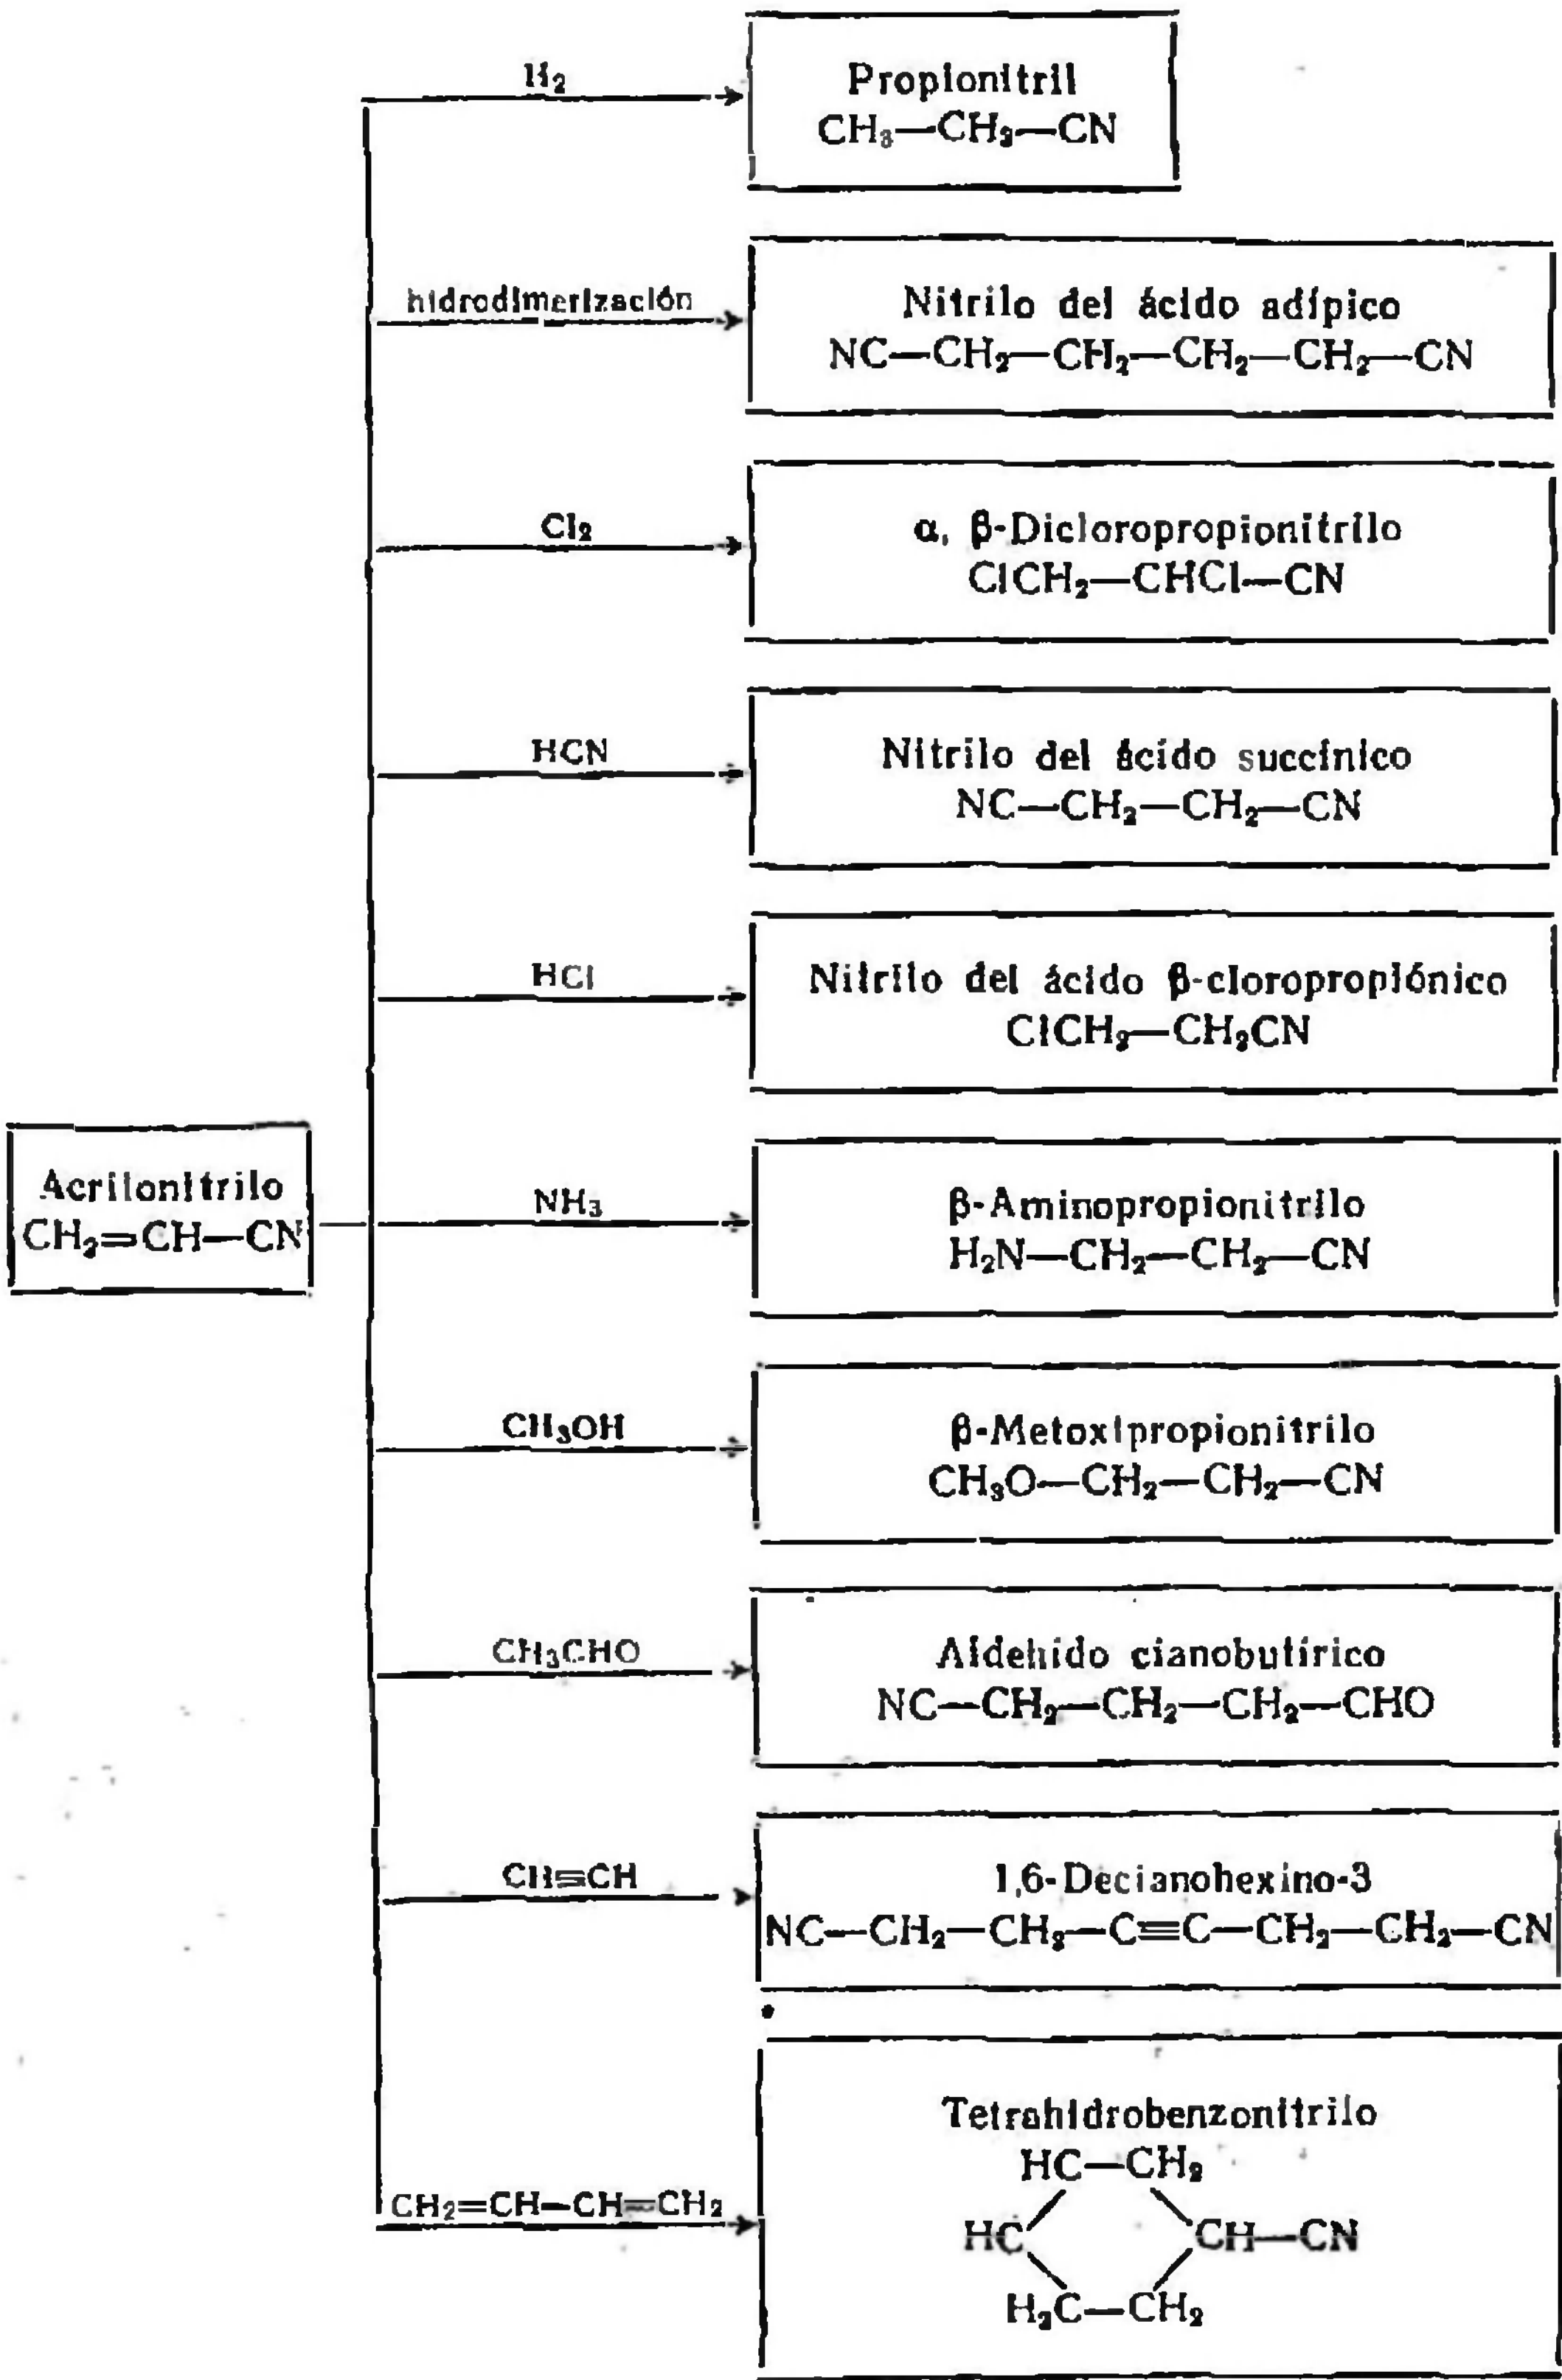 H₂
Propionitril
CH₃—CH₂—CN
hidrodimerización
Nitrilo del ácido adípico
NC—CH₂—CH₂—CH₂—CH₂—CN
Cl₂
α, β-Dicloropropionitrilo
ClCH₂—CHCl—CN
HCN
Nitrilo del ácido succínico
NC—CH₂—CH₂—CN
HCl
Nitrilo del ácido β-cloropropiónico
ClCH₂—CH₂CN
Acrilonitrilo
CH₂=CH—CN
NH₃
β-Aminopropionitrilo
H₂N—CH₂—CH₂—CN
CH₃OH
β-Metoxipropionitrilo
CH₃O—CH₂—CH₂—CN
CH₃CHO
Aldehido cianobutírico
NC—CH₂—CH₂—CH₂—CHO
CH≡CH
1,6-Decianohexino-3
NC—CH₂—CH₂—C≡C—CH₂—CH₂—CN
CH₂=CH—CH=CH₂
Tetrahidrobenzonitrilo
HC—CH₂
HC CH—CN
H₂C—CH₂